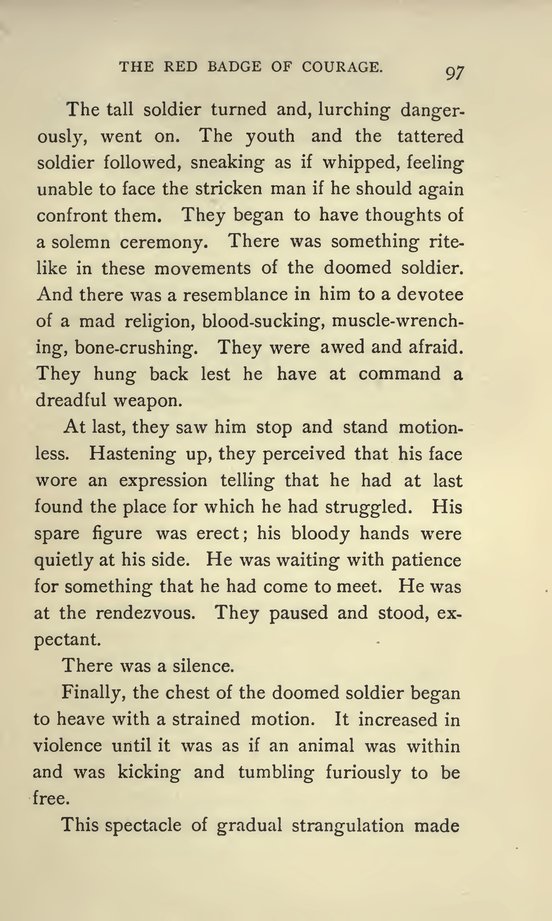 THE RED BADGE OF COURAGE. 97
The tall soldier turned and, lurching danger-
ously, went on. The youth and the tattered
soldier followed, sneaking as if whipped, feeling
unable to face the stricken man if he should again
confront them. They began to have thoughts of
a solemn ceremony. There was something rite-
like in these movements of the doomed soldier.
And there was a resemblance in him to a devotee
of a mad religion, blood-sucking, muscle-wrench-
ing, bone-crushing. They were awed and afraid.
They hung back lest he have at command a
dreadful weapon.
At last, they saw him stop and stand motion-
less. Hastening up, they perceived that his face
wore an expression telling that he had at last
found the place for which he had struggled. His
spare figure was erect; his bloody hands were
quietly at his side. He was waiting with patience
for something that he had come to meet. He was
at the rendezvous. They paused and stood, ex-
pectant.
There was a silence.
Finally, the chest of the doomed soldier began
to heave with a strained motion. It increased in
violence until it was as if an animal was within
and was kicking and tumbling furiously to be
free.
This spectacle of gradual strangulation made